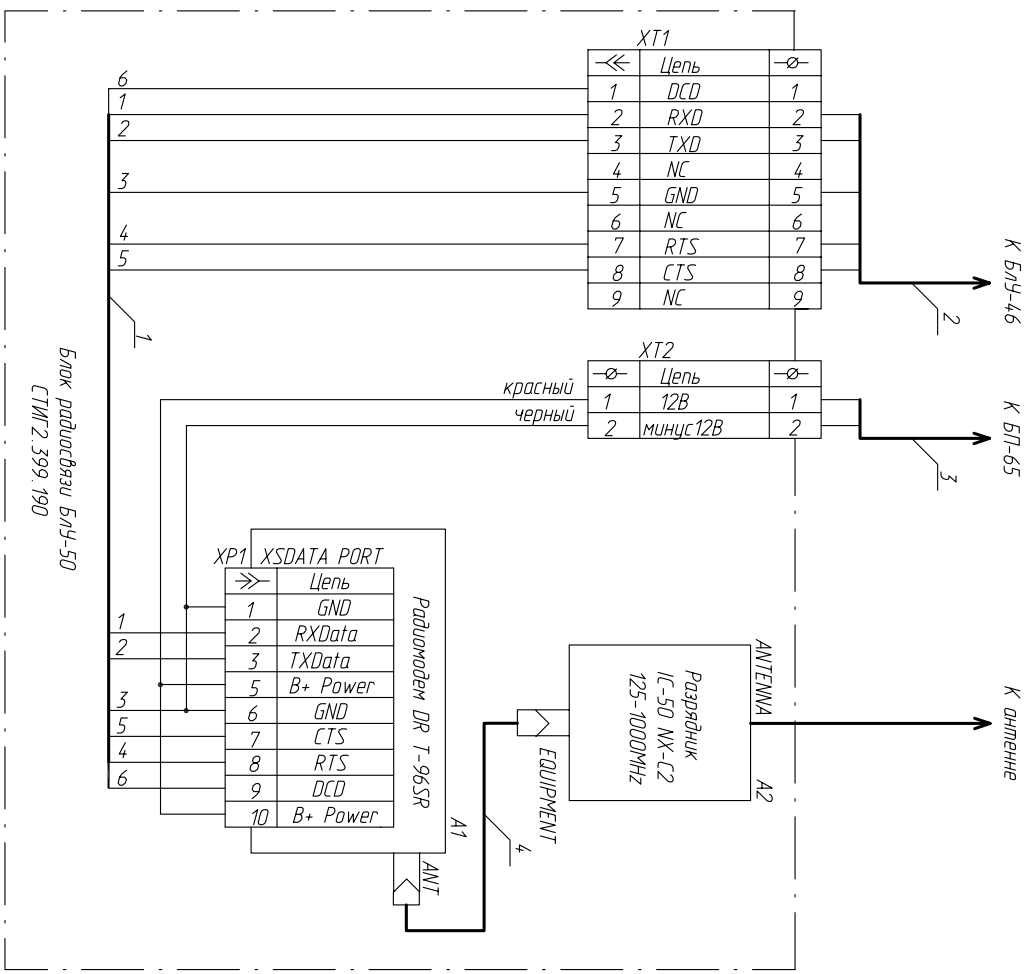 XT1
Цепь
1 DCD 1
2 RXD 2
3 TXD 3
4 NC 4
5 GND 5
6 NC 6
7 RTS 7
8 CTS 8
9 NC 9
6
1
2
3
4
5
1
2
К БлУ-46
XT2
Цепь
1 12В 1
2 минус12В 2
красный
черный
3
К БП-65
Блок радиосвязи БлУ-50
СТИГ2.399.190
XP1 XSDATA PORT
Цепь
1 GND
2 RXData
3 TXData
5 B+ Power
6 GND
7 CTS
8 RTS
9 DCD
10 B+ Power
1
2
3
5
4
6
Радиомодем DR T-96SR
A1
ANT
4
EQUIPMENT
Разрядник
IC-50 NX-C2
125-1000MHz
ANTENNA
A2
К антенне